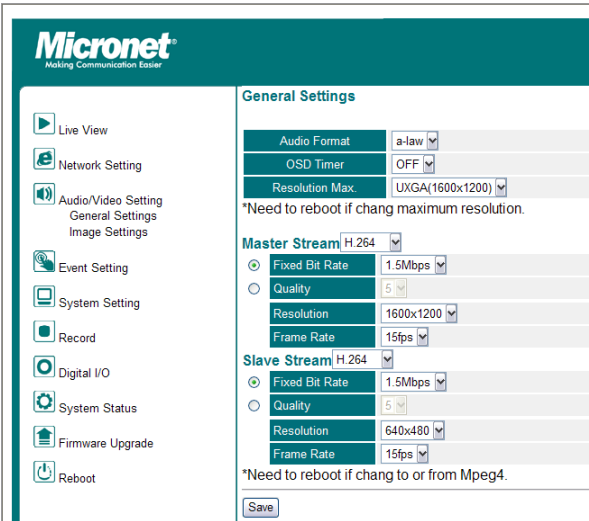 Micronet®
Making Communication Easier
Live View
Network Setting
Audio/Video Setting
General Settings
Image Settings
Event Setting
System Setting
Record
Digital I/O
System Status
Firmware Upgrade
Reboot
General Settings
Audio Format a-law
OSD Timer OFF
Resolution Max. UXGA(1600x1200)
*Need to reboot if chang maximum resolution.
Master Stream H.264
Fixed Bit Rate 1.5Mbps
Quality 5
Resolution 1600x1200
Frame Rate 15fps
Slave Stream H.264
Fixed Bit Rate 1.5Mbps
Quality 5
Resolution 640x480
Frame Rate 15fps
*Need to reboot if chang to or from Mpeg4.
Save